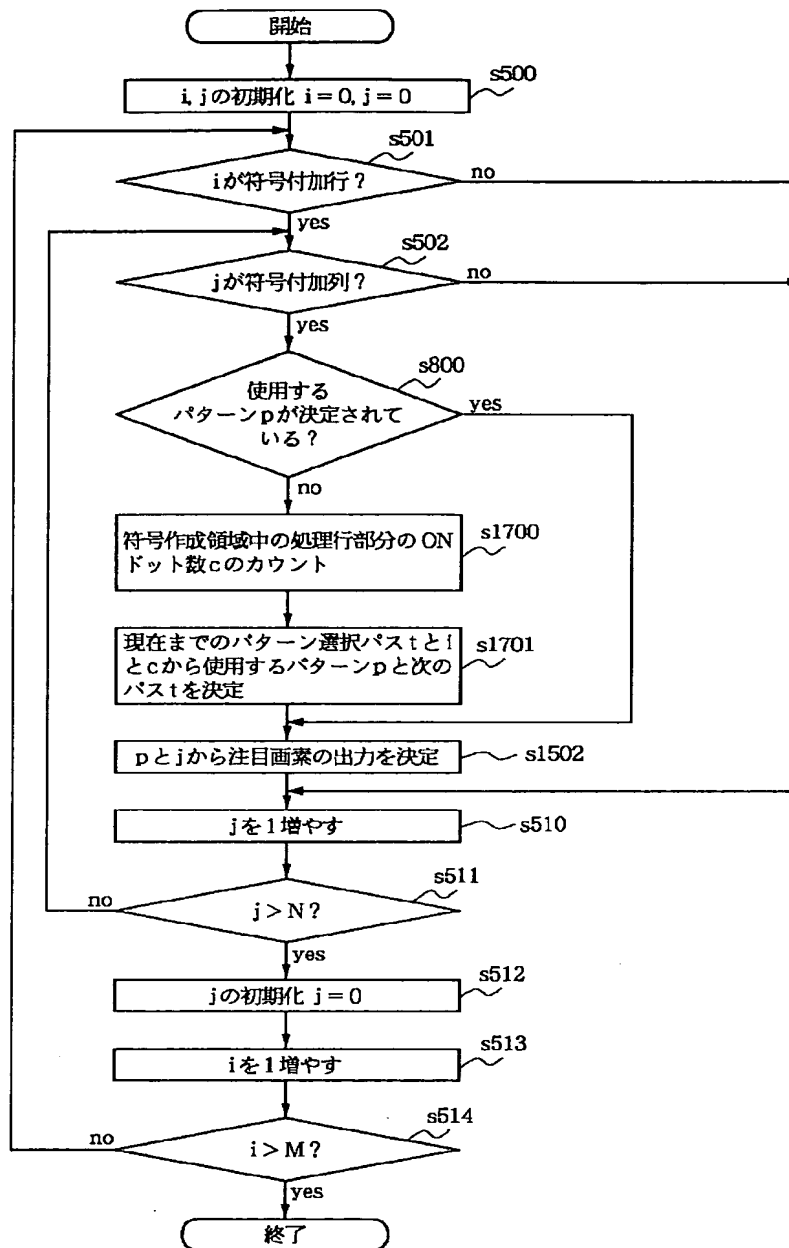 開始
s500
i,jの初期化 i=0,j=0
s501
iが符号付加行?
no
yes
s502
jが符号付加列?
no
yes
s800
使用する
パターンpが決定されて
いる?
yes
no
s1700
符号作成領域中の処理行部分のON
ドット数cのカウント
s1701
現在までのパターン選択パスtとi
とcから使用するパターンpと次の
パスtを決定
pとjから注目画素の出力を決定
s1502
jを1増やす
s510
s511
no
j>N?
yes
s512
jの初期化 j=0
s513
iを1増やす
s514
no
i>M?
yes
終了